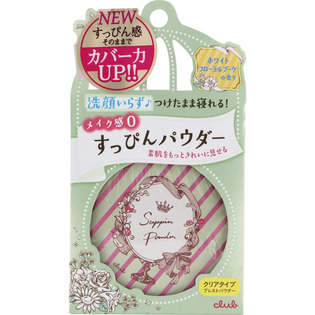 NEW
すっぴん感
そのままで
カバー力
UP!!
ホワイト
フローラルブーケ
の香り
洗顔いらず♪つけたまま寝れる!
メイク感0
すっぴんパウダー
素肌をもっときれいに見せる
Suppin
Powder
クリアタイプ
プレストパウダー
club